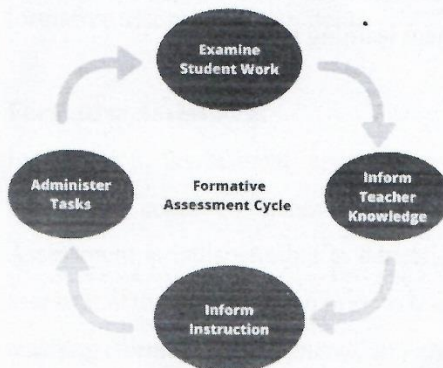 Examine
Student Work
Inform
Teacher
Knowledge
Inform
Instruction
Administer
Tasks
Formative
Assessment Cycle